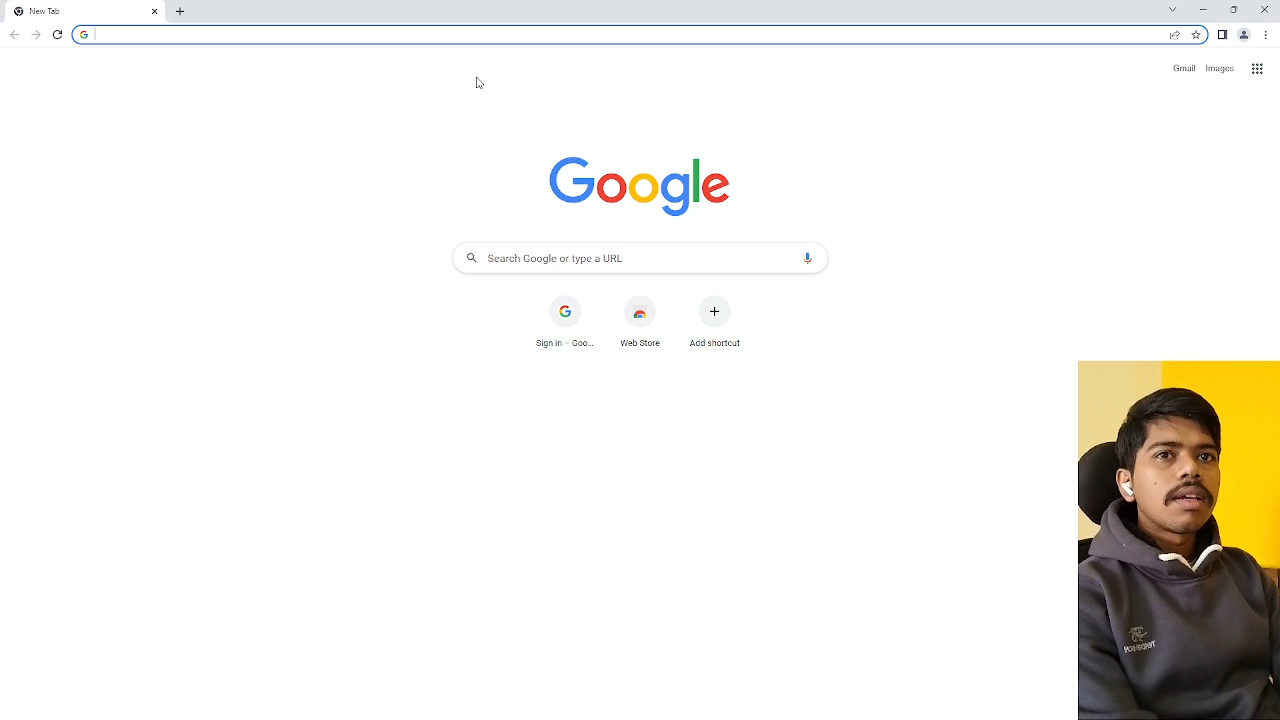 New Tab
Gmail Images
Google
Search Google or type a URL
Sign in – Goo...
Web Store
Add shortcut